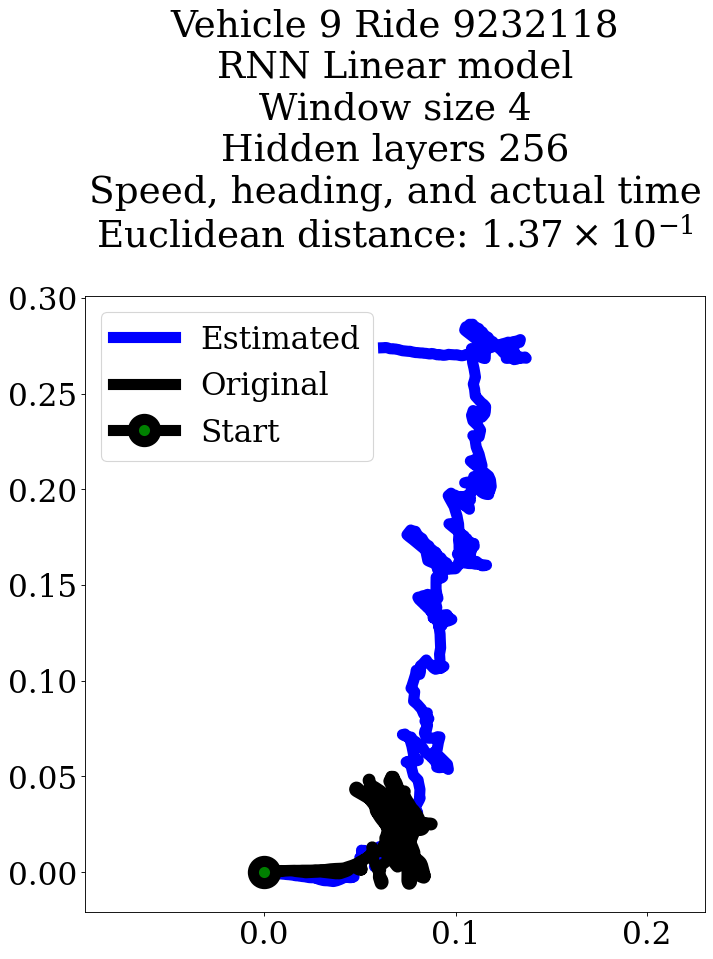 Vehicle 9 Ride 9232118
RNN Linear model
Window size 4
Hidden layers 256
Speed, heading, and actual time
Euclidean distance: 1.37 × 10⁻¹
Estimated
Original
Start
0.30
0.25
0.20
0.15
0.10
0.05
0.00
0.0 0.1 0.2